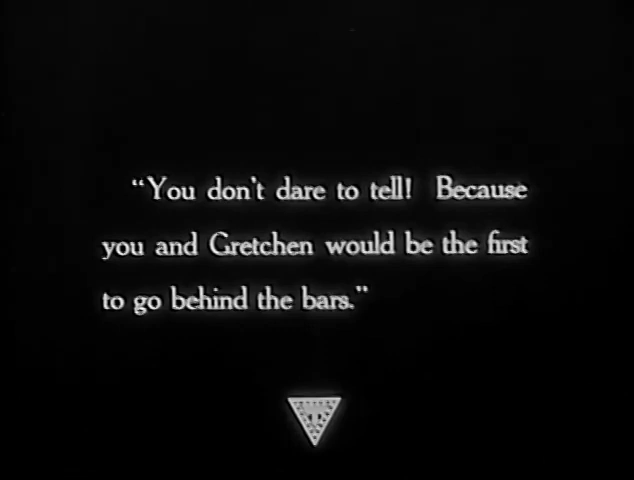 “You don't dare to tell! Because
you and Gretchen would be the first
to go behind the bars.”